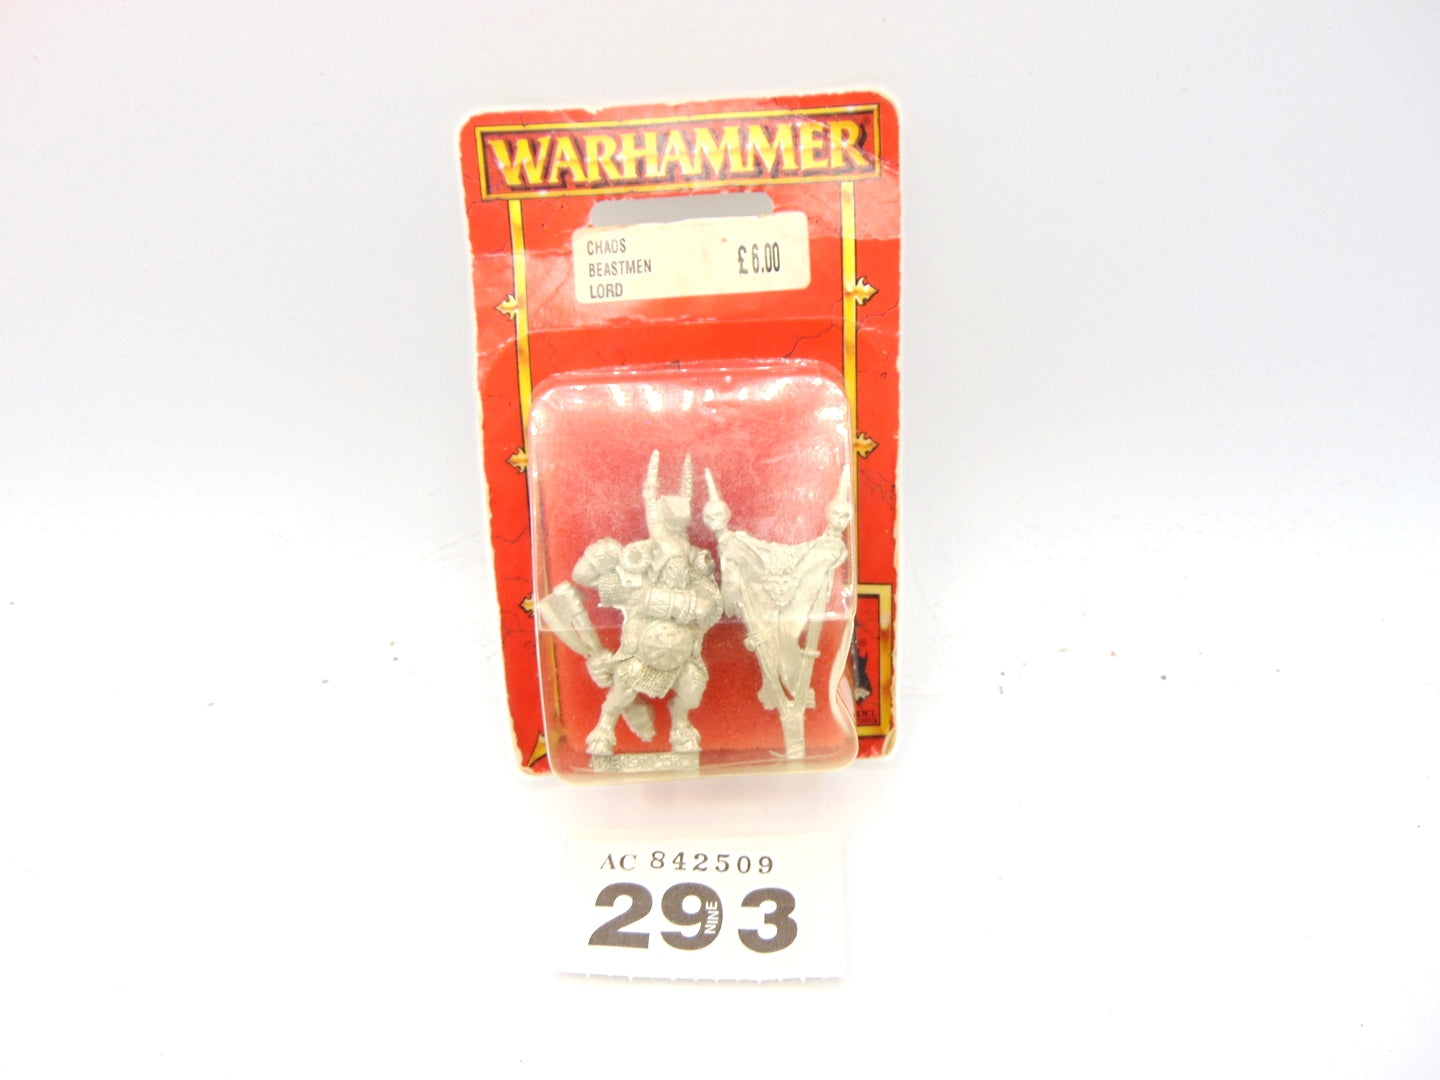 WARHAMMER
CHAOS
BEASTMEN
LORD
£6.00
AC 842509
293
NINE